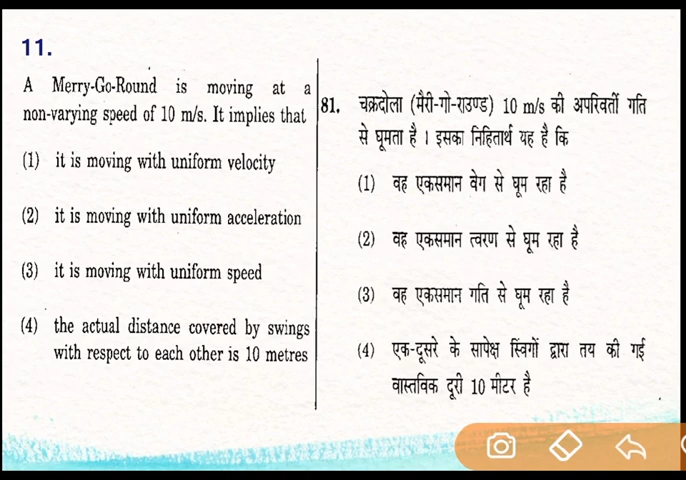 11.
A Merry-Go-Round is moving at a
non-varying speed of 10 m/s. It implies that
(1) it is moving with uniform velocity
(2) it is moving with uniform acceleration
(3) it is moving with uniform speed
(4) the actual distance covered by swings
with respect to each other is 10 metres
81. चक्रदोला (मैरी-गो-राउण्ड) 10 m/s की अपरिवर्ती गति
से घूमता है । इसका निहितार्थ यह है कि
(1) वह एकसमान वेग से घूम रहा है
(2) वह एकसमान त्वरण से घूम रहा है
(3) वह एकसमान गति से घूम रहा है
(4) एक-दूसरे के सापेक्ष स्विंगों द्वारा तय की गई
वास्तविक दूरी 10 मीटर है